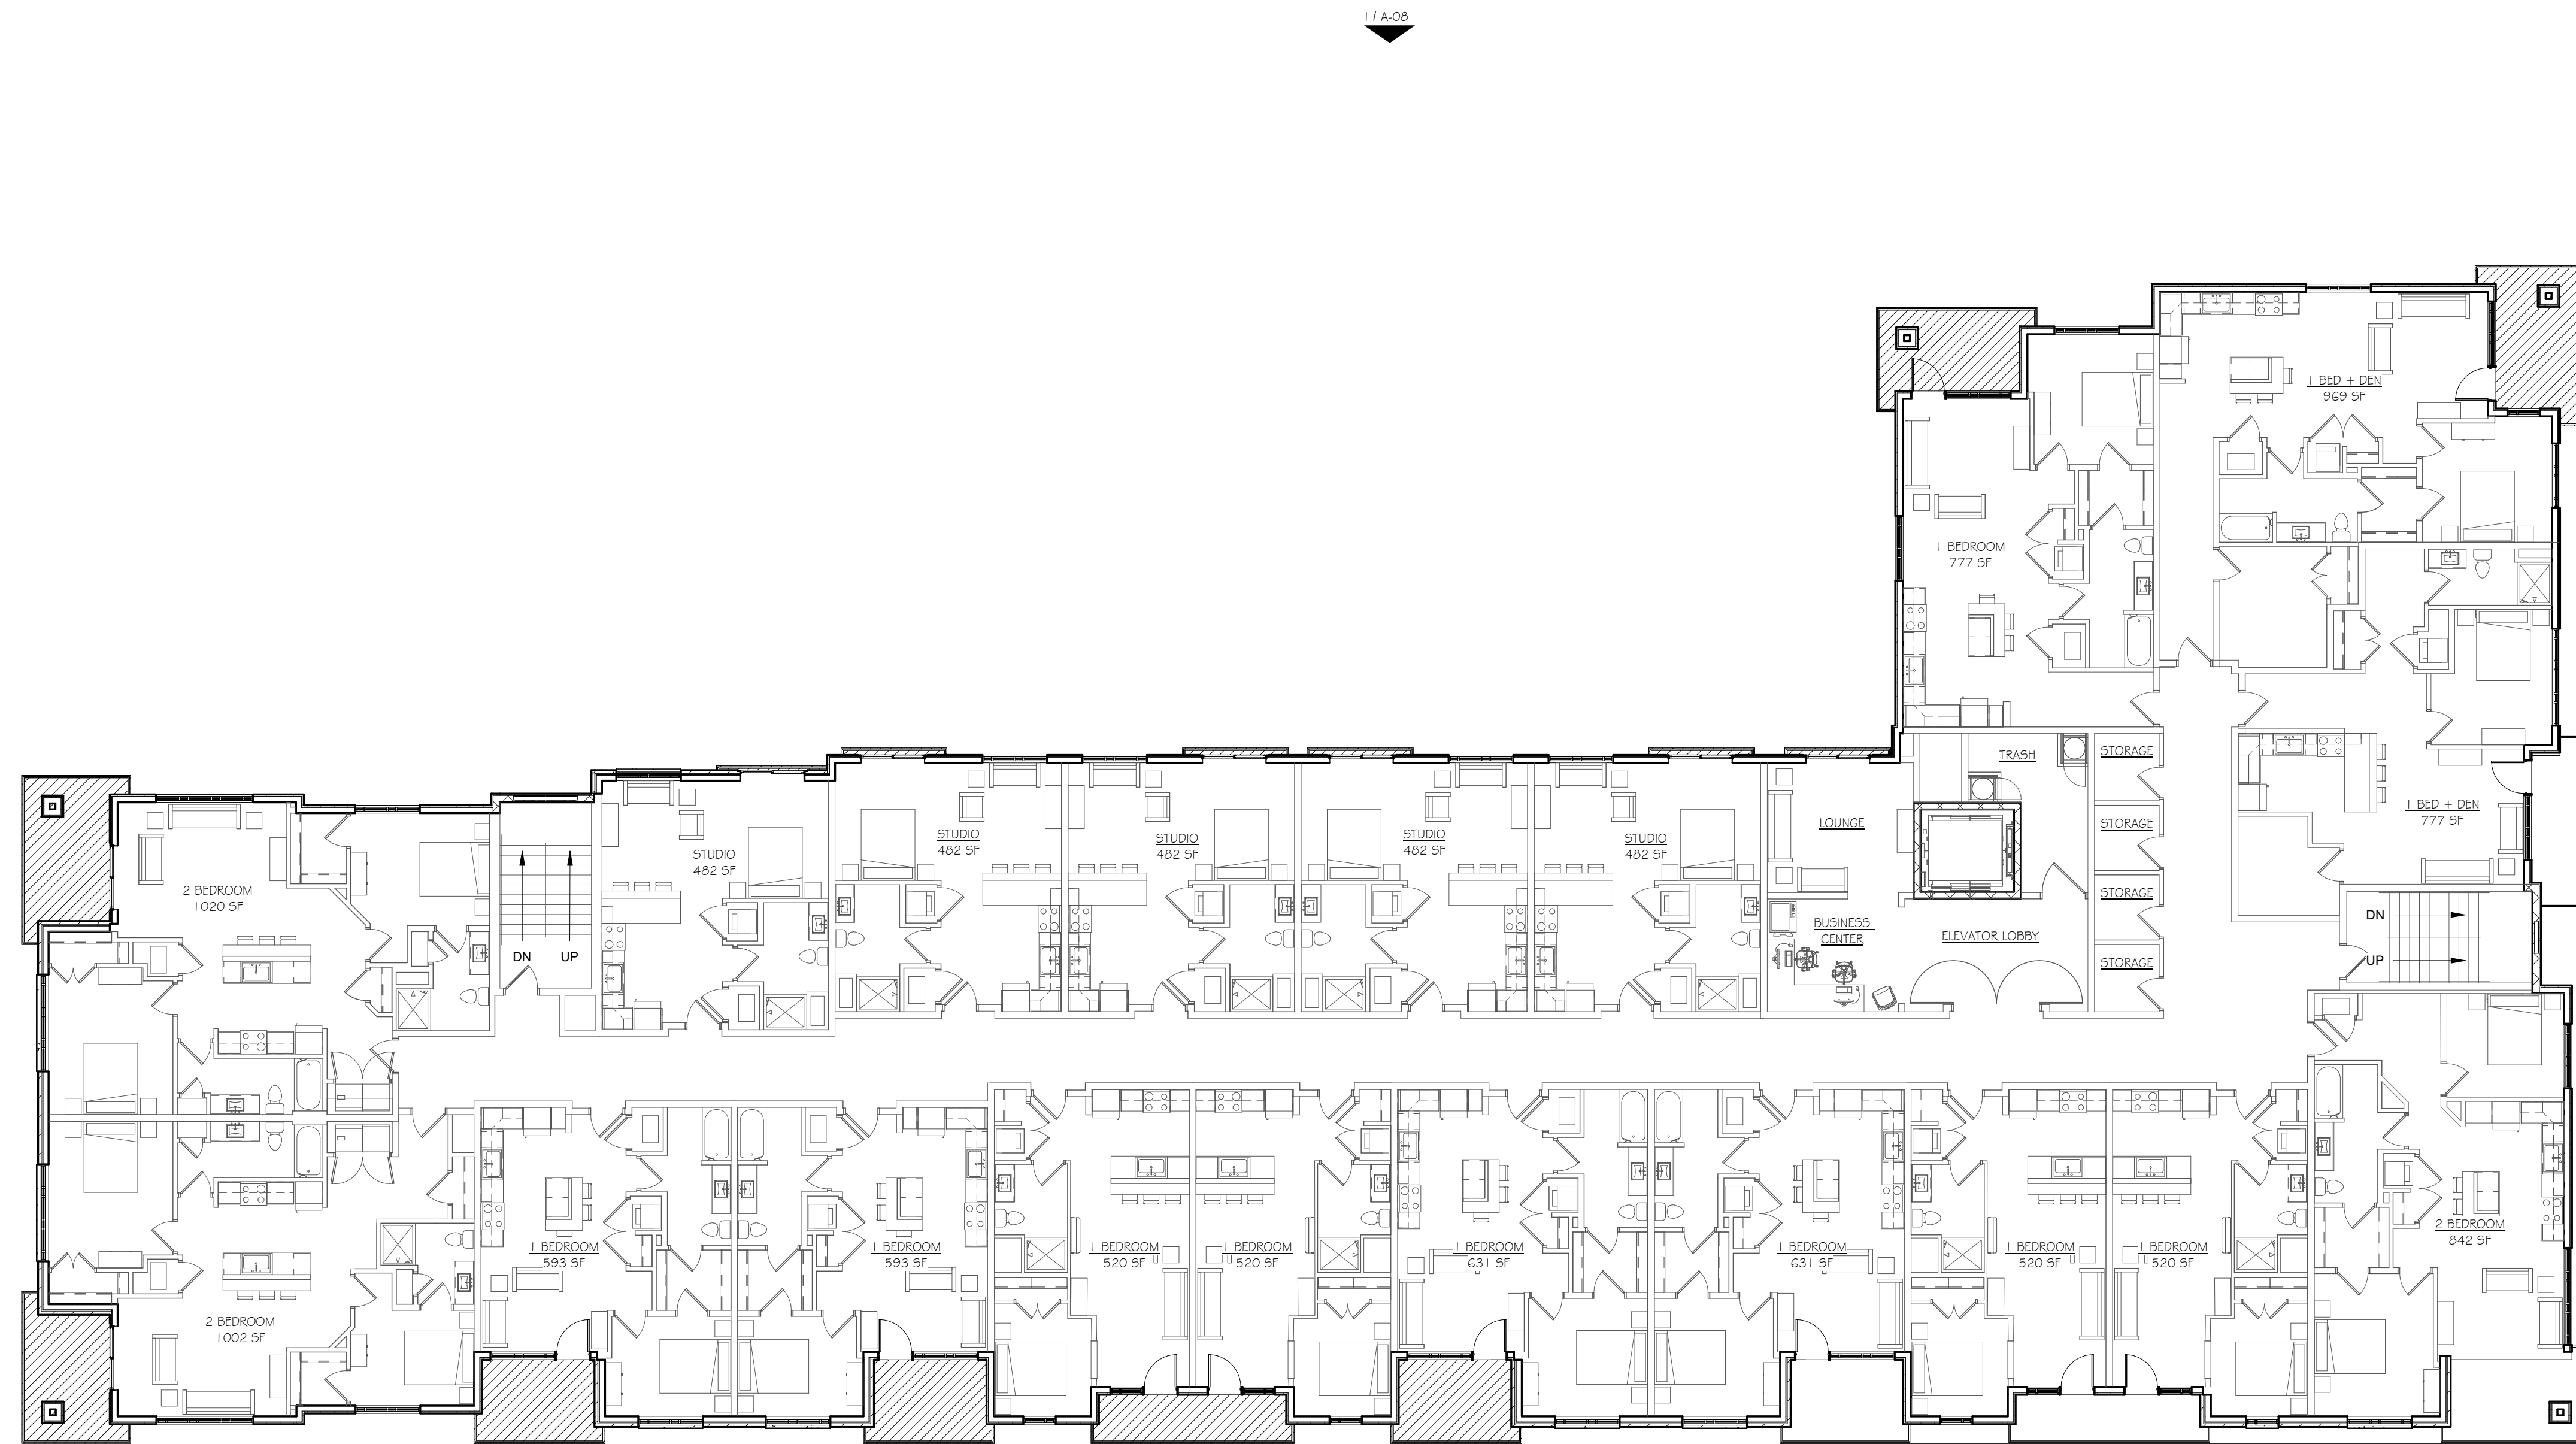 1 / A-08
1 BED + DEN
969 SF
1 BEDROOM
777 SF
TRASH
STORAGE
1 BED + DEN
777 SF
LOUNGE
STORAGE
STUDIO
482 SF
STUDIO
482 SF
STUDIO
482 SF
STUDIO
482 SF
STUDIO
482 SF
2 BEDROOM
1020 SF
STORAGE
BUSINESS
CENTER
ELEVATOR LOBBY
DN
UP
DN UP
STORAGE
1 BEDROOM
593 SF
1 BEDROOM
593 SF
1 BEDROOM
520 SF
1 BEDROOM
520 SF
1 BEDROOM
631 SF
1 BEDROOM
631 SF
1 BEDROOM
520 SF
1 BEDROOM
520 SF
2 BEDROOM
842 SF
2 BEDROOM
1002 SF